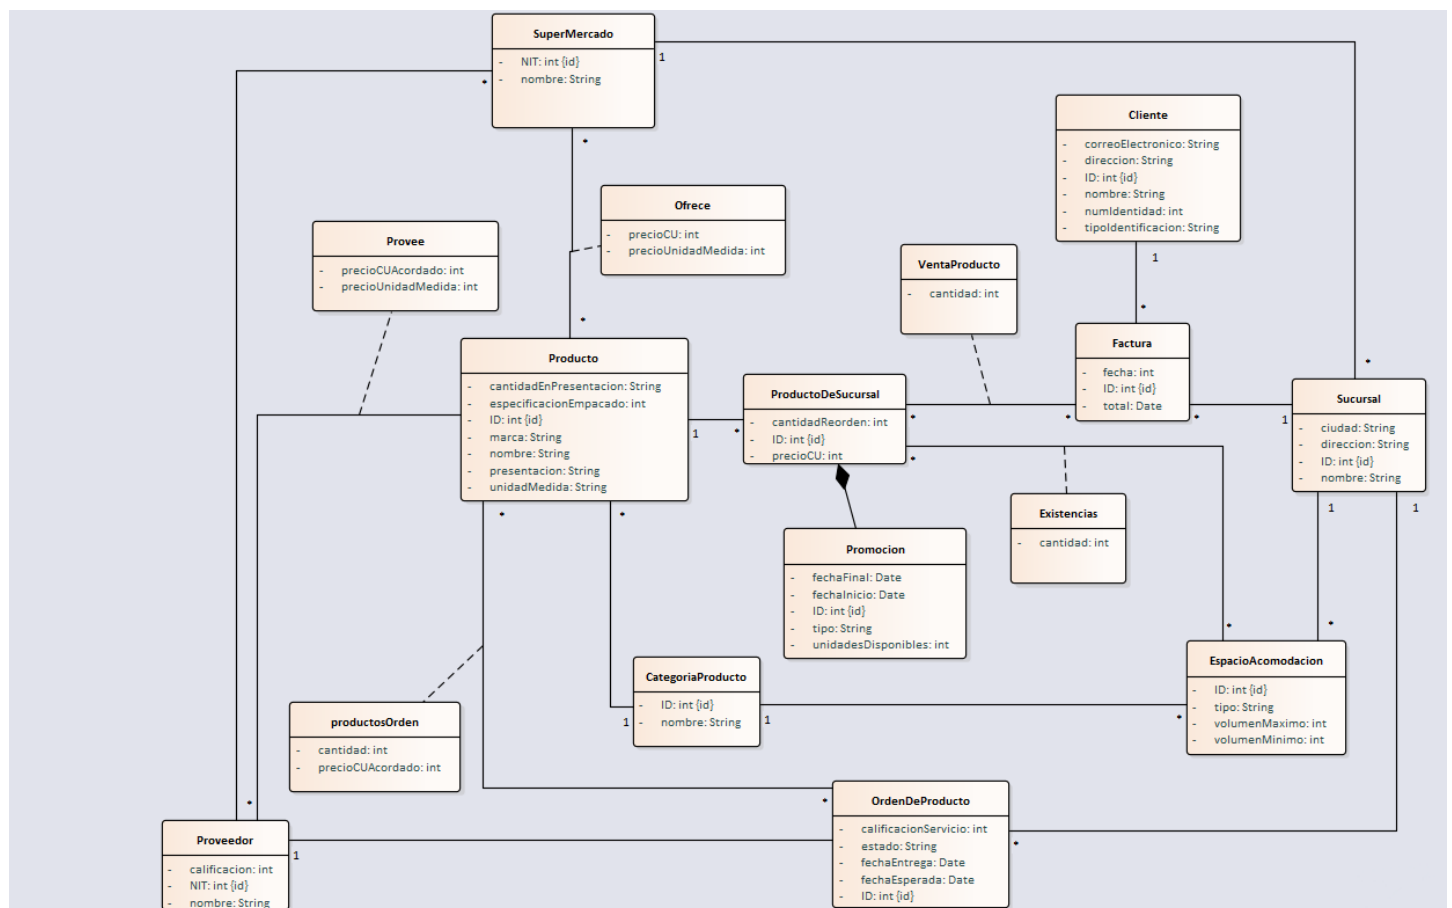 SuperMercado
- NIT: int {id}
- nombre: String
1
*
*
Cliente
- correoElectronico: String
- direccion: String
- ID: int {id}
- nombre: String
- numIdentidad: int
- tipoIdentificacion: String
1
Ofrece
- precioCU: int
- precioUnidadMedida: int
Provee
- precioCUAcordado: int
- precioUnidadMedida: int
VentaProducto
- cantidad: int
*
*
Factura
- fecha: int
- ID: int {id}
- total: Date
*
Producto
- cantidadEnPresentacion: String
- especificacionEmpacado: int
- ID: int {id}
- marca: String
- nombre: String
- presentacion: String
- unidadMedida: String
1
*
ProductoDeSucursal
- cantidadReorden: int
- ID: int {id}
- precioCU: int
*
*
*
1
*
Sucursal
- ciudad: String
- direccion: String
- ID: int {id}
- nombre: String
*
*
1
1
Existencias
- cantidad: int
Promocion
- fechaFinal: Date
- fechaInicio: Date
- ID: int {id}
- tipo: String
- unidadesDisponibles: int
*
*
EspacioAcomodacion
- ID: int {id}
- tipo: String
- volumenMaximo: int
- volumenMinimo: int
CategoriaProducto
- ID: int {id}
- nombre: String
1
1
*
productosOrden
- cantidad: int
- precioCUAcordado: int
*
*
OrdenDeProducto
- calificacionServicio: int
- estado: String
- fechaEntrega: Date
- fechaEsperada: Date
- ID: int {id}
*
Proveedor
- calificacion: int
- NIT: int {id}
- nombre: String
1